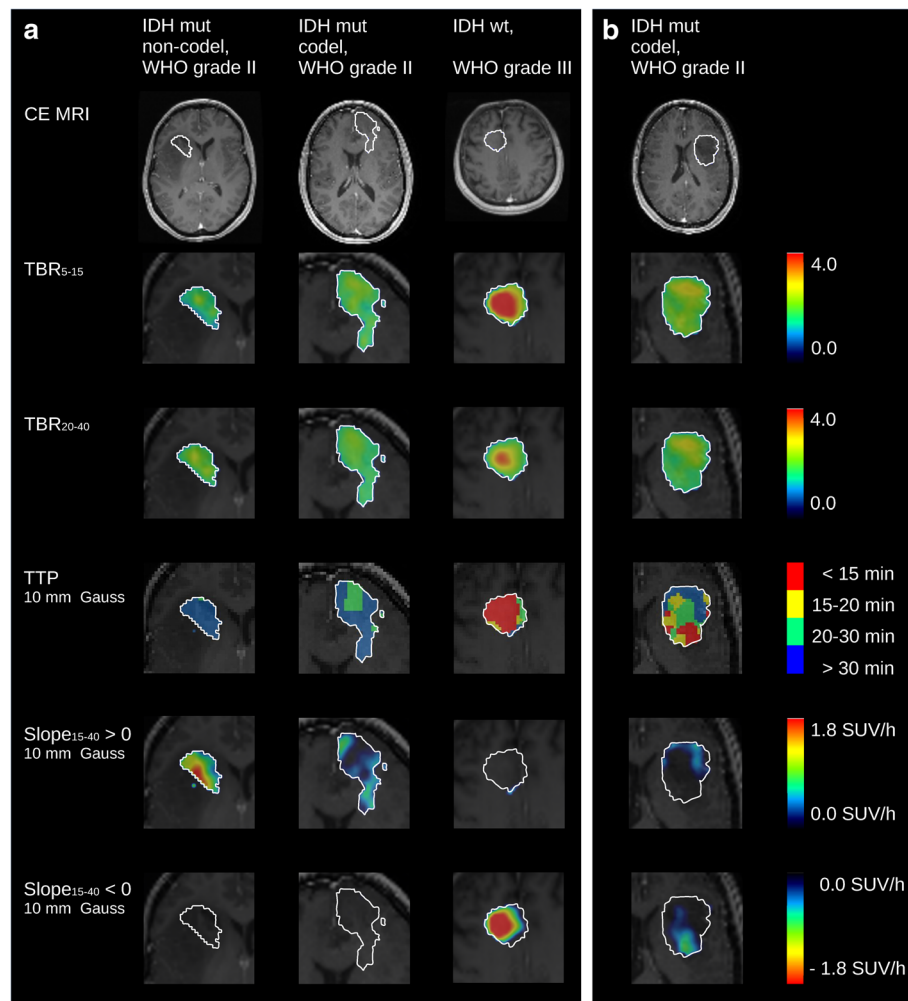 a
IDH mut
non-codel,
WHO grade II
IDH mut
codel,
WHO grade II
IDH wt,
WHO grade III
b
IDH mut
codel,
WHO grade II
CE MRI
TBR5-15
4.0
0.0
TBR20-40
4.0
0.0
TTP
10 mm Gauss
< 15 min
15-20 min
20-30 min
> 30 min
Slope15-40 > 0
10 mm Gauss
1.8 SUV/h
0.0 SUV/h
Slope15-40 < 0
10 mm Gauss
0.0 SUV/h
- 1.8 SUV/h